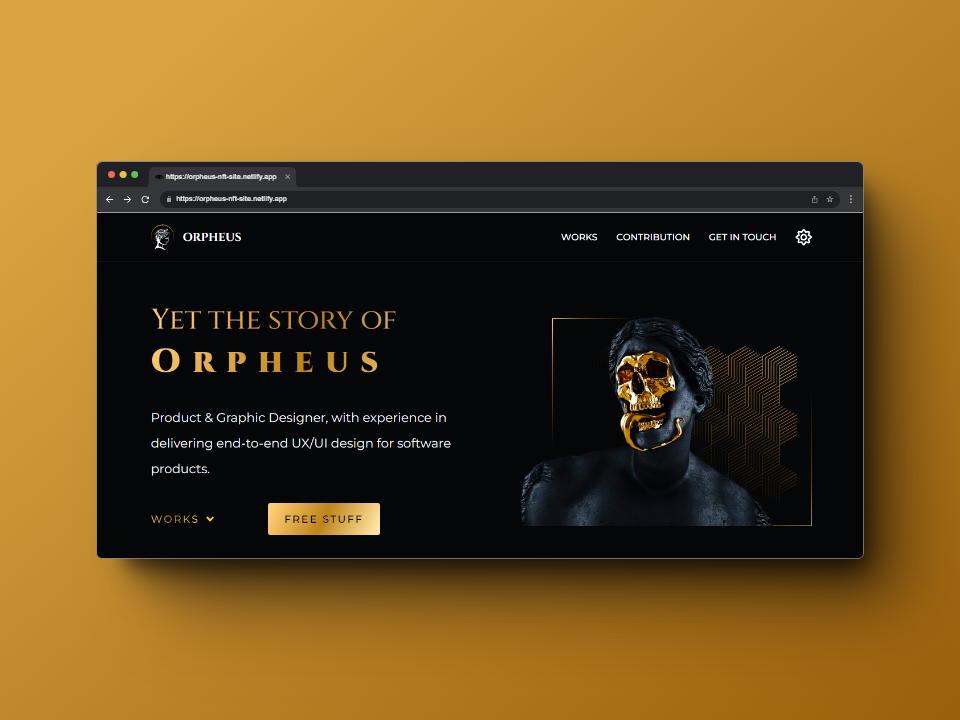 https://orpheus-nft-site.netlify.app
https://orpheus-nft-site.netlify.app
ORPHEUS
WORKS CONTRIBUTION GET IN TOUCH
YET THE STORY OF
ORPHEUS
Product & Graphic Designer, with experience in
delivering end-to-end UX/UI design for software
products.
WORKS FREE STUFF